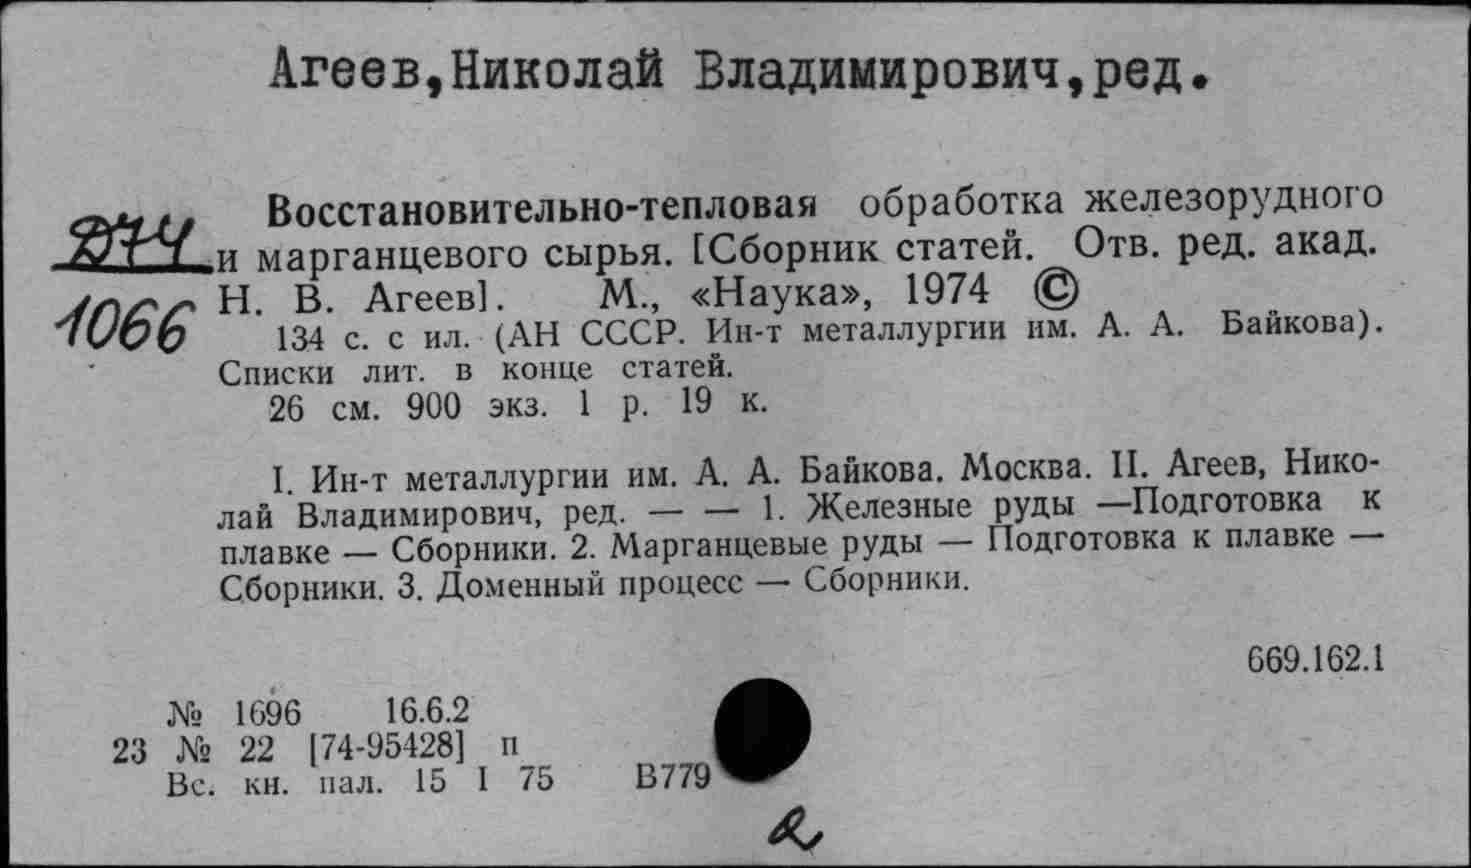 Агеев,Николай Владимирович,ред.
Восстановительно-тепловая обработка железорудного
и марганцевого сырья. [Сборник статей. Отв. ред. акад.
Н. В. Агеев]. М., «Наука», 1974 ©
1066
134 с. с ил. (АН СССР. Ин-т металлургии им. А. А. Байкова).
Списки лит. в конце статей.
26 см. 900 экз. 1 р. 19 к.
I. Ин-т металлургии им. А. А. Байкова. Москва. II. Агеев, Нико-
лай Владимирович, ред. — — 1. Железные руды —Подготовка к
плавке — Сборники. 2. Марганцевые руды — Подготовка к плавке —
Сборники. 3. Доменный процесс — Сборники.
669.162.1
№ 1696 16.6.2
23 № 22 [74-95428] п
Вс. кн. пал. 15 I 75 В779